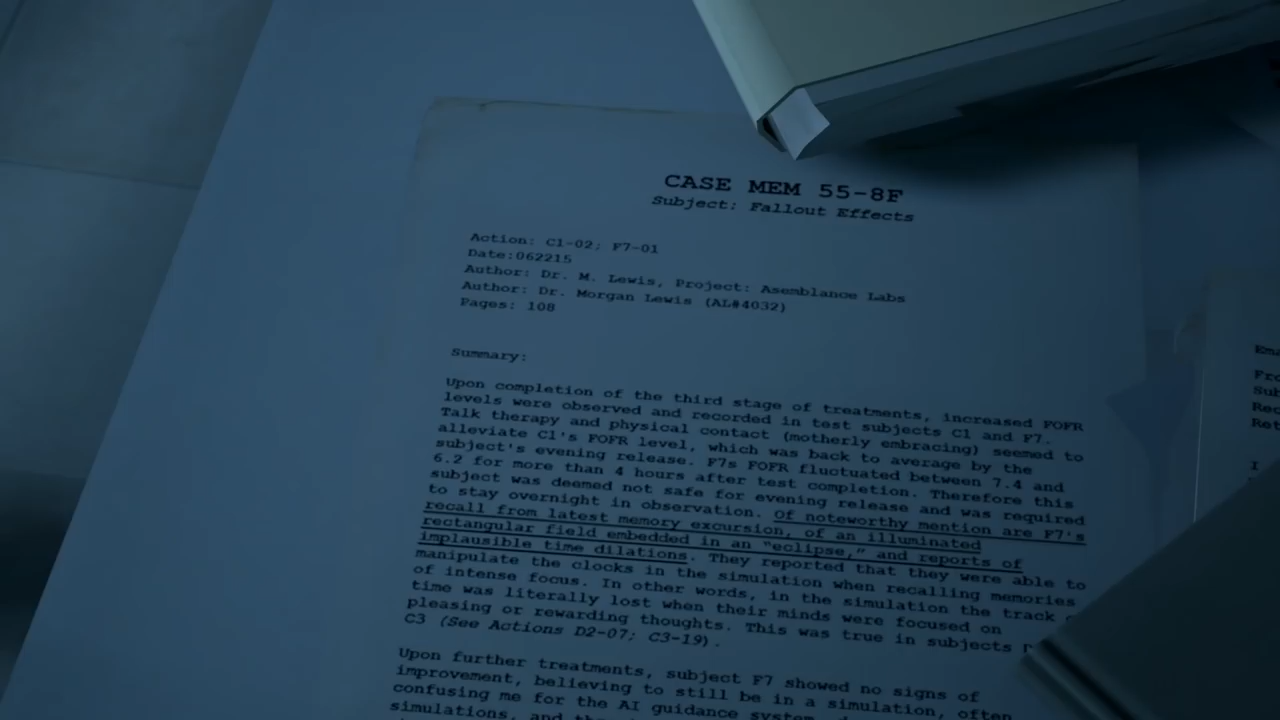 CASE MEM 55-8F
Subject: Fallout Effects
Action: C1-02; F7-01
Date:062215
Author: Dr. M. Lewis, Project: Asemblance Labs
Author: Dr. Morgan Lewis (AL#4032)
Pages: 108
Summary:
Upon completion of the third stage of treatments, increased FOFR
levels were observed and recorded in test subjects C1 and F7.
Talk therapy and physical contact (motherly embracing) seemed to
alleviate C1's FOFR level, which was back to average by the
subject's evening release. F7s FOFR fluctuated between 7.4 and
6.2 for more than 4 hours after test completion. Therefore this
subject was deemed not safe for evening release and was required
to stay overnight in observation. Of noteworthy mention are F7's
recall from latest memory excursion, of an illuminated
rectangular field embedded in an "eclipse," and reports of
implausible time dilations. They reported that they were able to
manipulate the clocks in the simulation when recalling memories
of intense focus. In other words, in the simulation the track
time was literally lost when their minds were focused on
pleasing or rewarding thoughts. This was true in subjects
C3 (See Actions D2-07; C3-19).
Upon further treatments, subject F7 showed no signs of
improvement, believing to still be in a simulation, often
confusing me for the AI guidance system
simulations, and
Fro
Sub
Rec
Ret
I